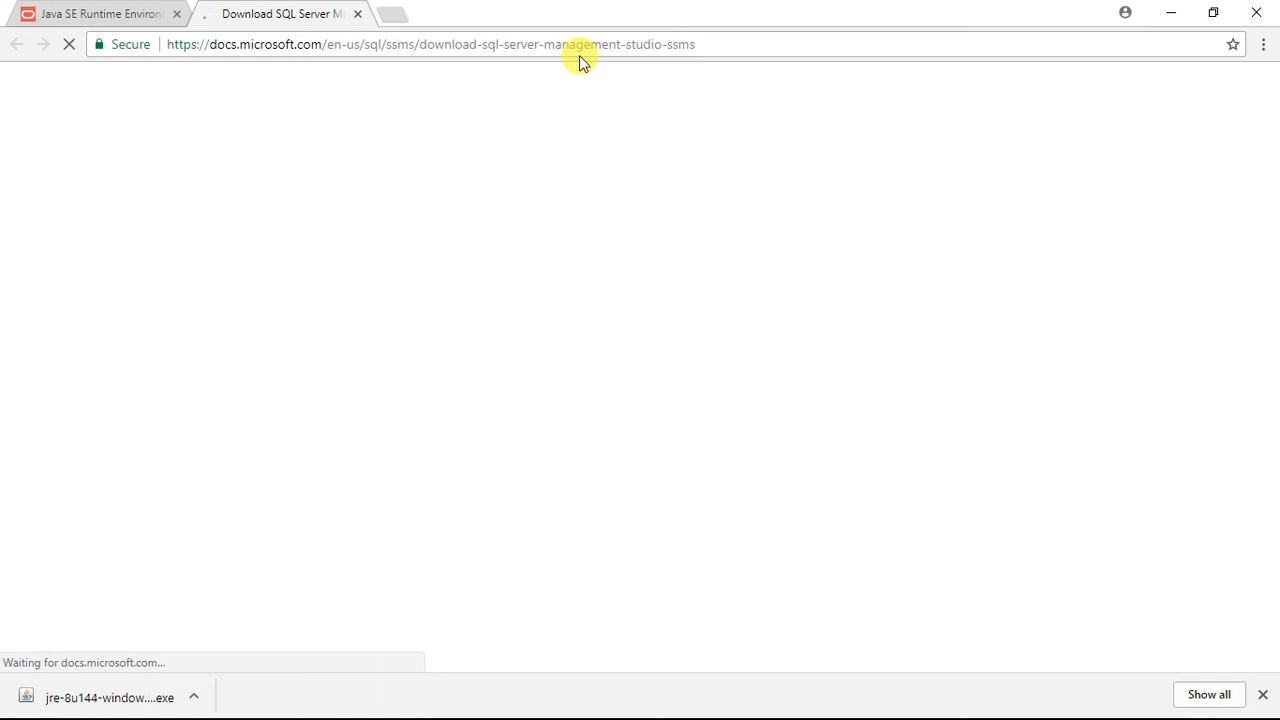 Java SE Runtime Environ
Download SQL Server M
Secure
https://docs.microsoft.com/en-us/sql/ssms/download-sql-server-management-studio-ssms
Waiting for docs.microsoft.com...
jre-8u144-window....exe
Show all